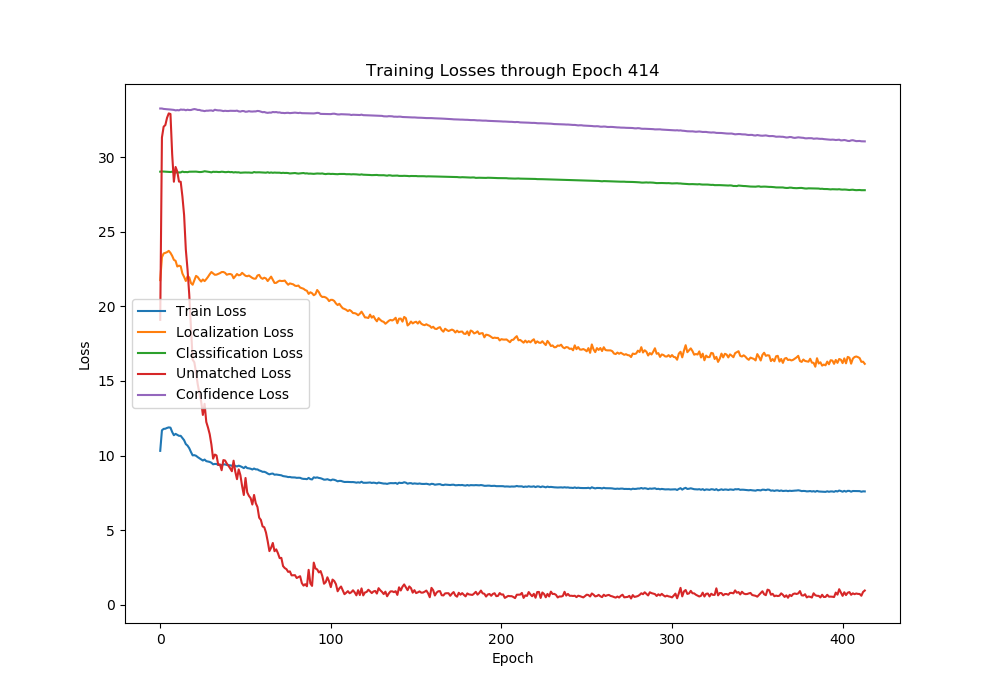 Training Losses through Epoch 414
Loss
30
25
20
15
10
5
0
Train Loss
Localization Loss
Classification Loss
Unmatched Loss
Confidence Loss
0 100 200 300 400
Epoch